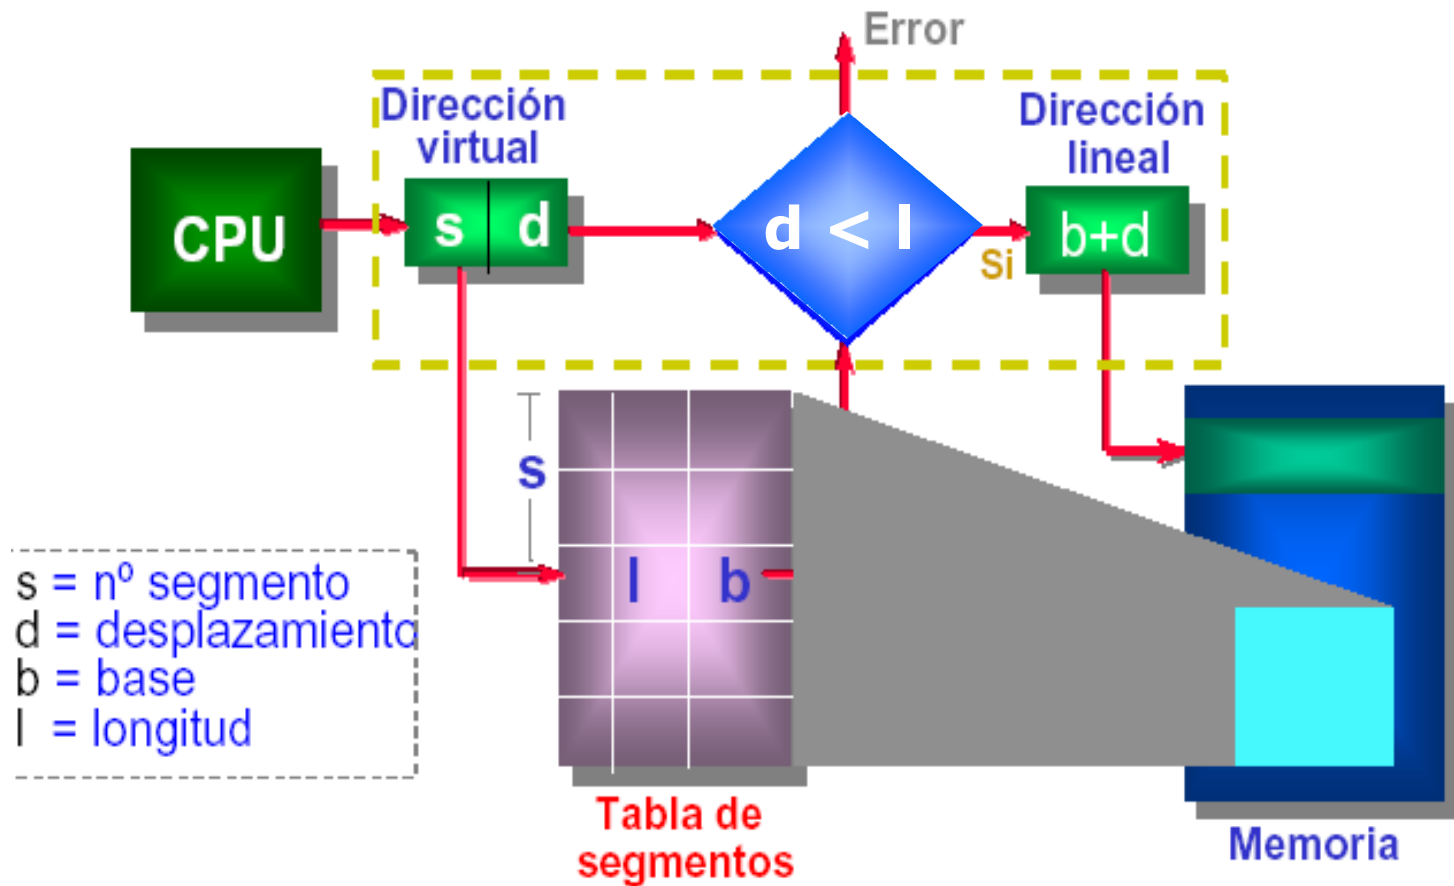 Error
Dirección
virtual
Dirección
lineal
CPU
s d
d < l
Si
b+d
s
l b
s = nº segmento
d = desplazamiento
b = base
l = longitud
Tabla de
segmentos
Memoria